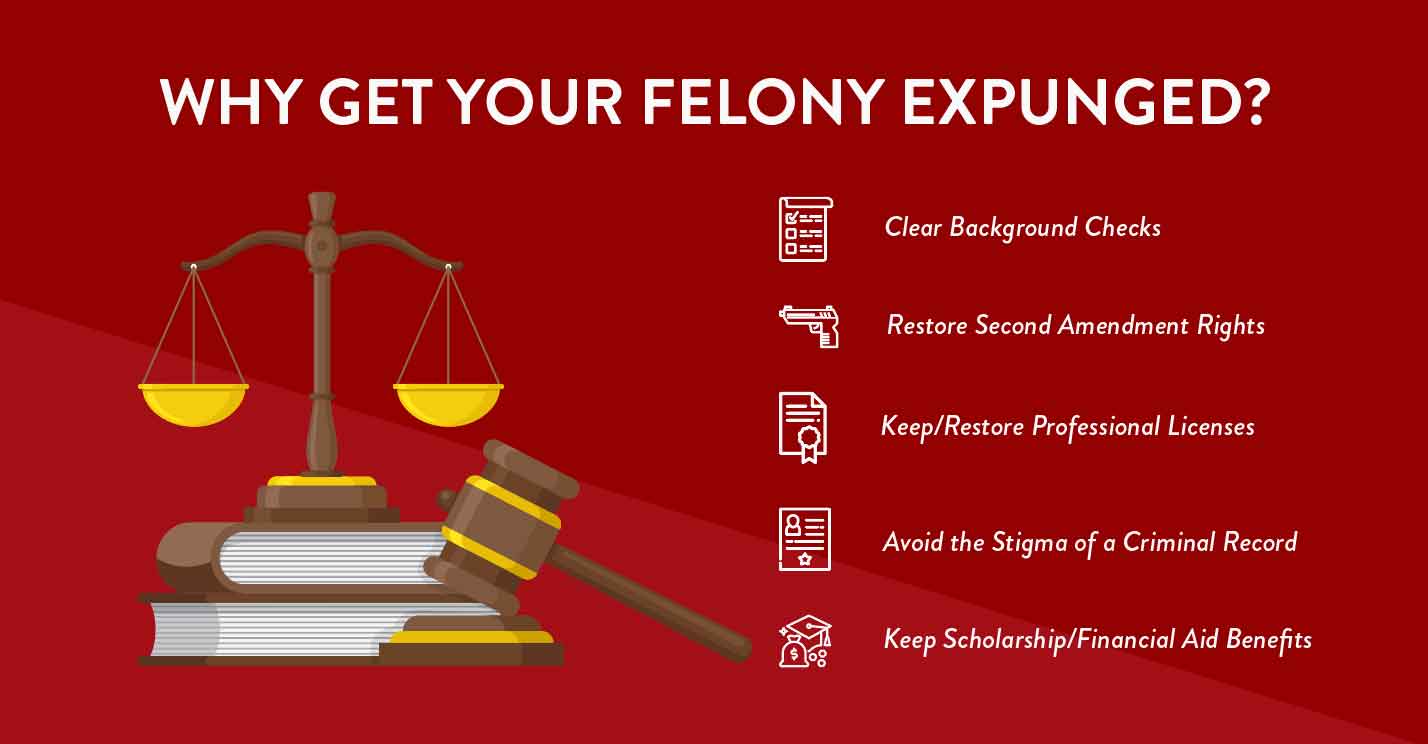 WHY GET YOUR FELONY EXPUNGED?
Clear Background Checks
Restore Second Amendment Rights
Keep/Restore Professional Licenses
Avoid the Stigma of a Criminal Record
Keep Scholarship/Financial Aid Benefits